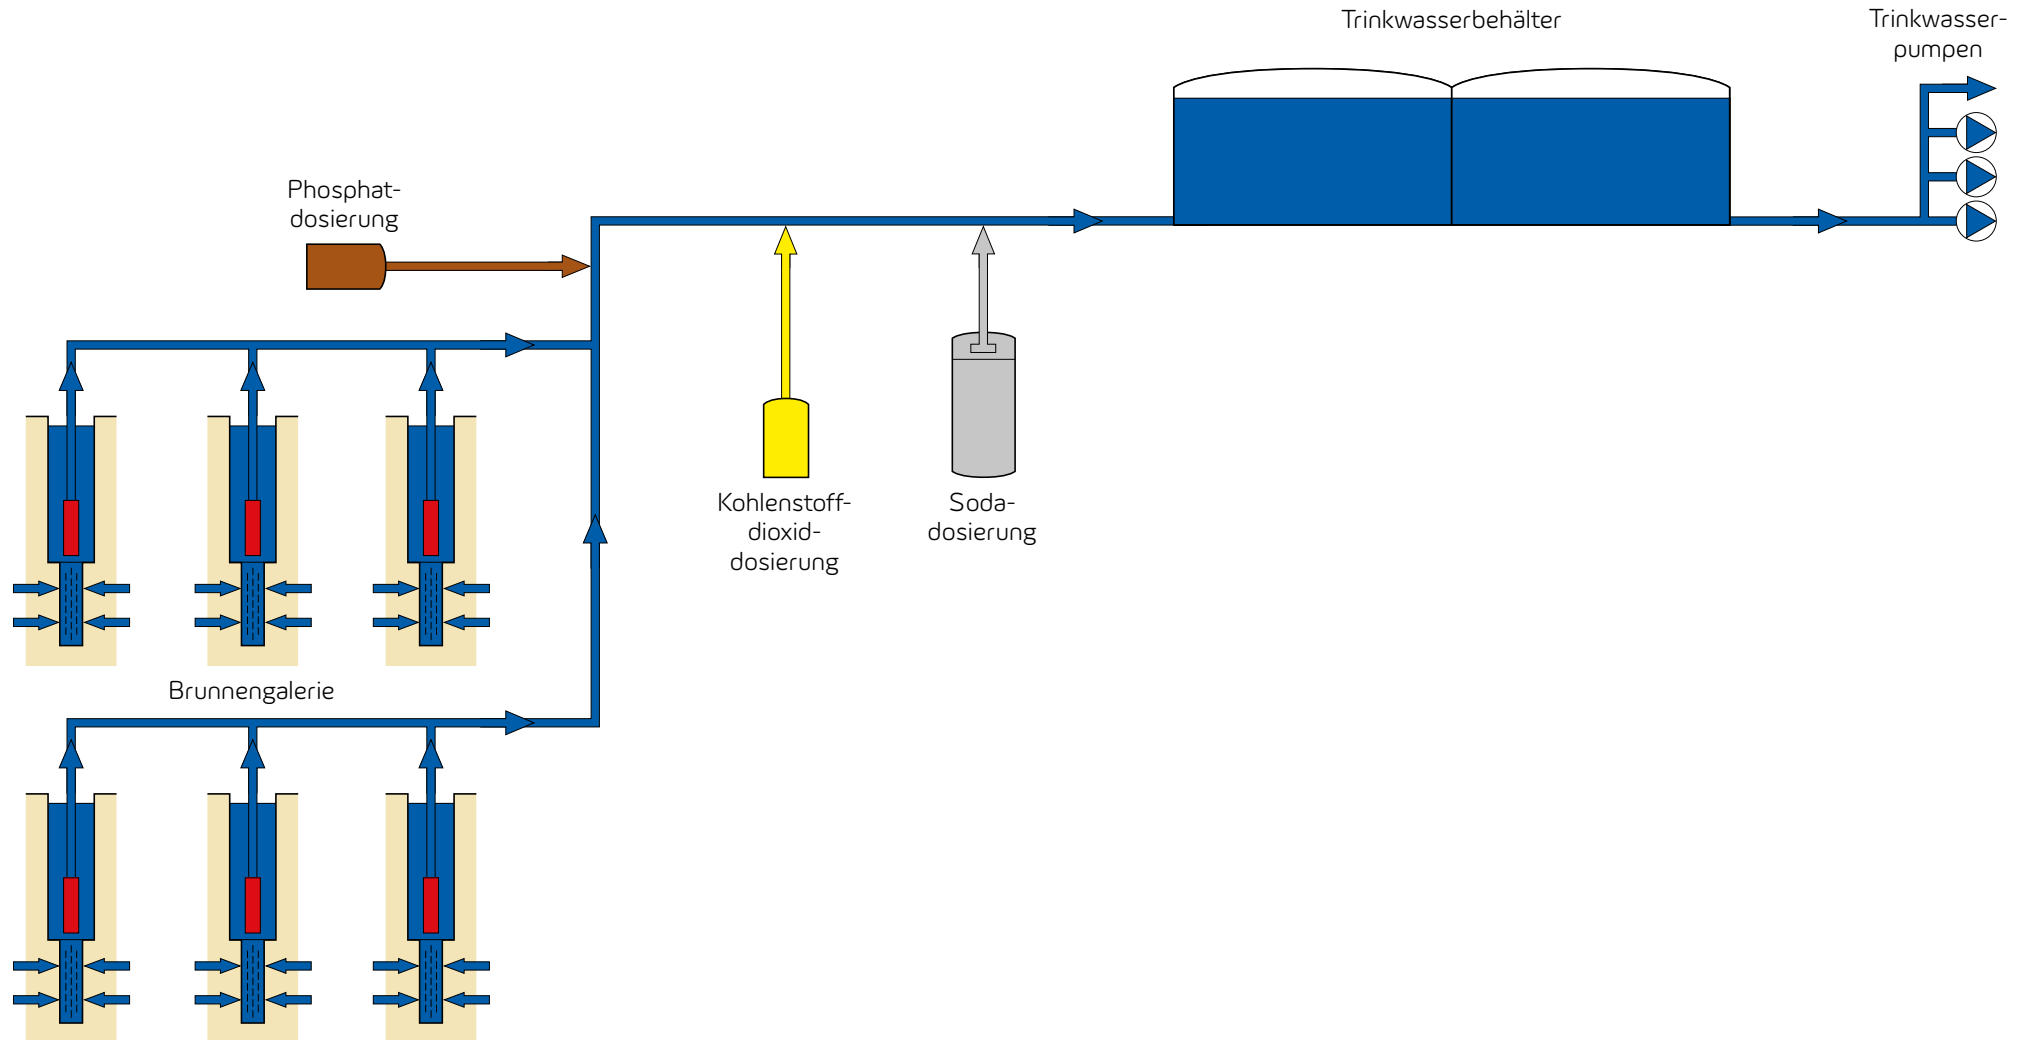 Trinkwasserbehälter
Trinkwasser-
pumpen
Phosphat-
dosierung
Kohlenstoff-
dioxid-
dosierung
Soda-
dosierung
Brunnengalerie